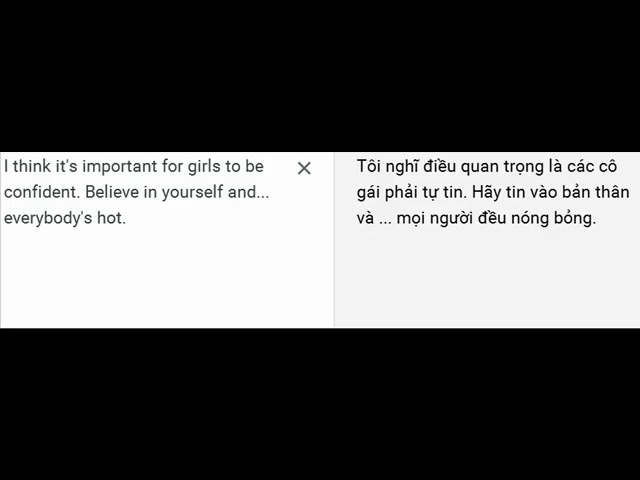 I think it's important for girls to be
confident. Believe in yourself and...
everybody's hot.
Tôi nghĩ điều quan trọng là các cô
gái phải tự tin. Hãy tin vào bản thân
và ... mọi người đều nóng bỏng.